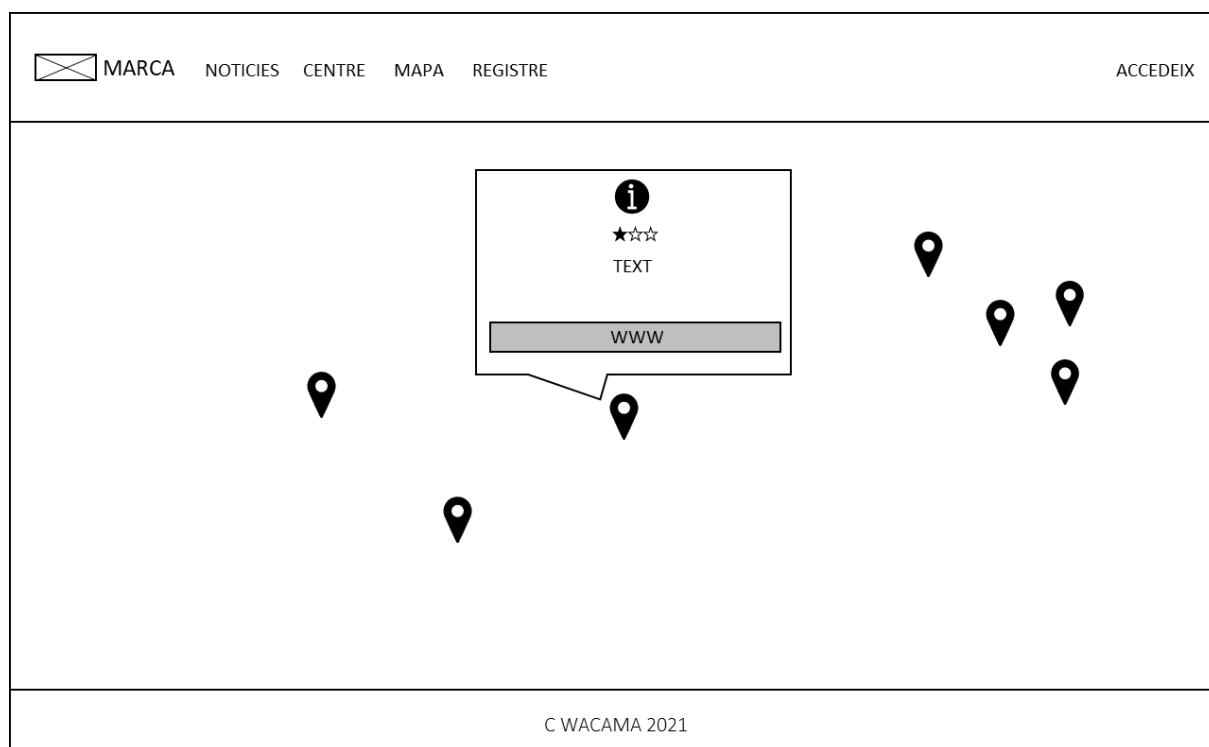 MARCA NOTICIES CENTRE MAPA REGISTRE ACCEDEIX
TEXT
WWW
C WACAMA 2021